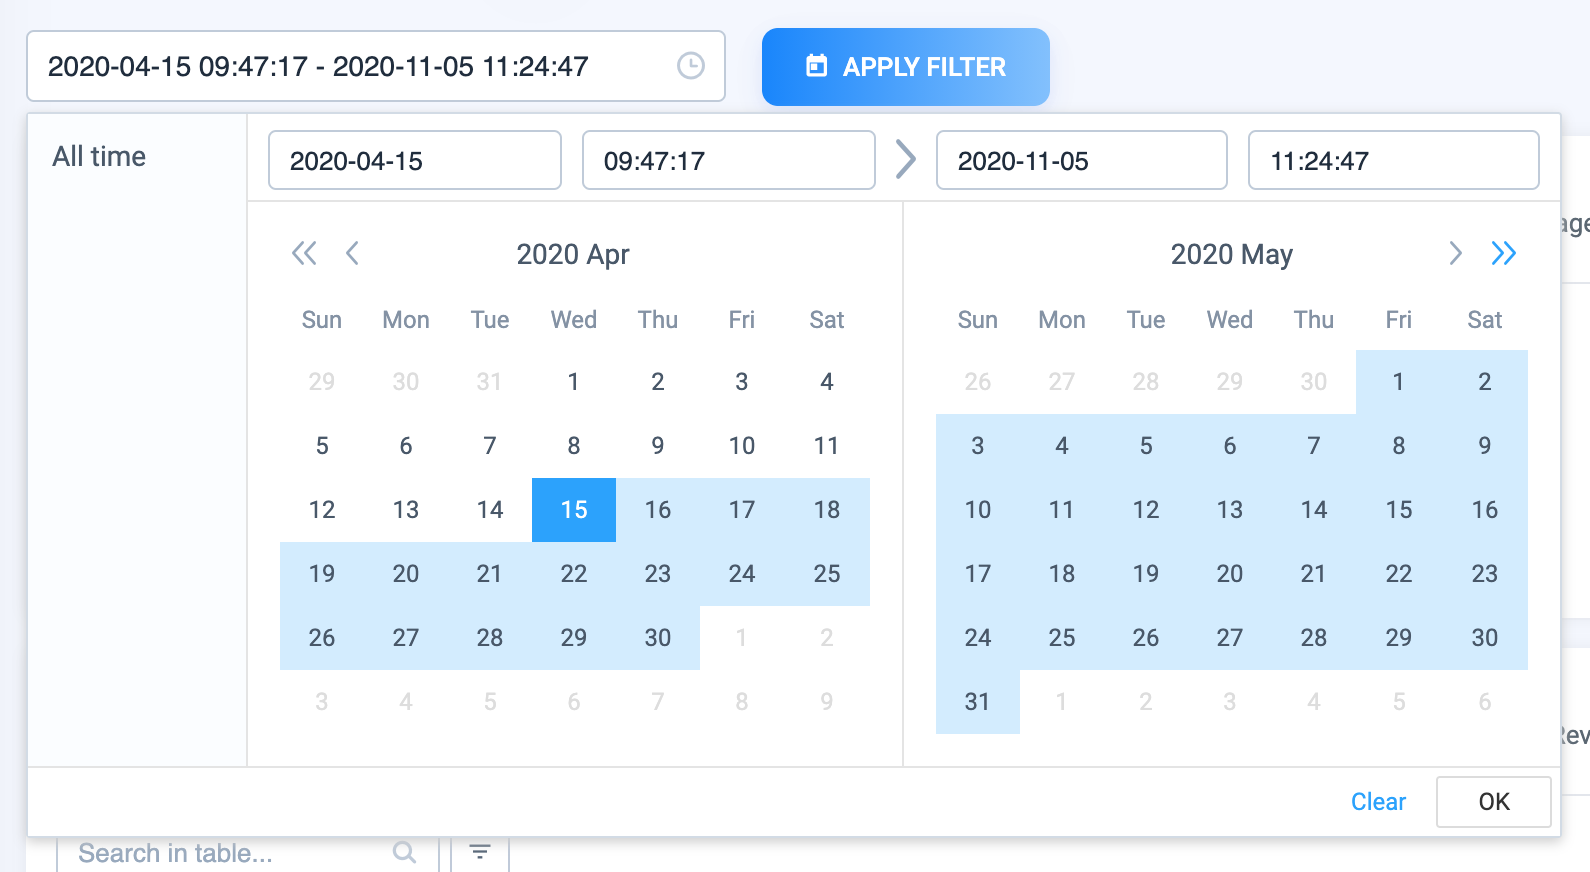 2020-04-15 09:47:17 - 2020-11-05 11:24:47
APPLY FILTER
All time
2020-04-15 09:47:17 2020-11-05 11:24:47
2020 Apr
Sun Mon Tue Wed Thu Fri Sat
29 30 31 1 2 3 4
5 6 7 8 9 10 11
12 13 14 15 16 17 18
19 20 21 22 23 24 25
26 27 28 29 30 1 2
3 4 5 6 7 8 9
2020 May
Sun Mon Tue Wed Thu Fri Sat
26 27 28 29 30 1 2
3 4 5 6 7 8 9
10 11 12 13 14 15 16
17 18 19 20 21 22 23
24 25 26 27 28 29 30
31 1 2 3 4 5 6
Clear OK
Search in table...